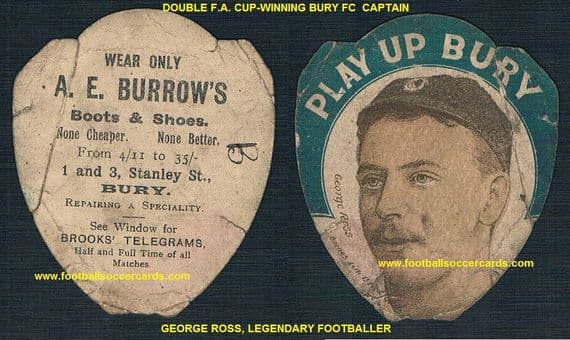 DOUBLE F.A. CUP-WINNING BURY FC CAPTAIN
WEAR ONLY
A. E. BURROW'S
Boots & Shoes.
None Cheaper. None Better.
From 4/11 to 35/-
1 and 3, Stanley St.,
BURY.
REPAIRING A SPECIALITY.
See Window for
BROOKS' TELEGRAMS,
Half and Full Time of all
Matches
B
www.footballsoccercards.com
PLAY UP BURY
George Ross
www.footballsoccercards.com
GEORGE ROSS, LEGENDARY FOOTBALLER